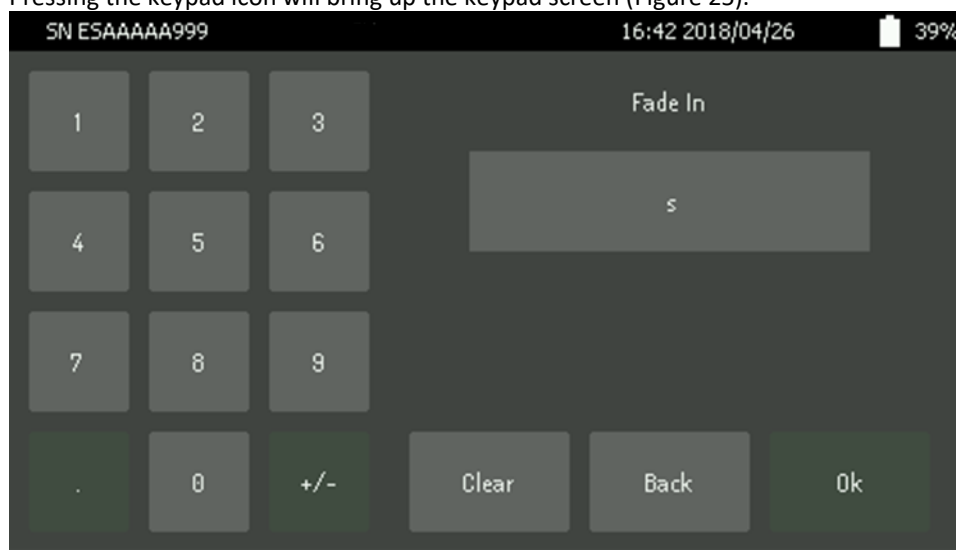 Pressing the keypad icon will bring up the keypad screen (Figure 23).
SN ESAAAAA999 16:42 2018/04/26 39%
1 2 3 Fade In
s
4 5 6
7 8 9
. 0 +/- Clear Back Ok